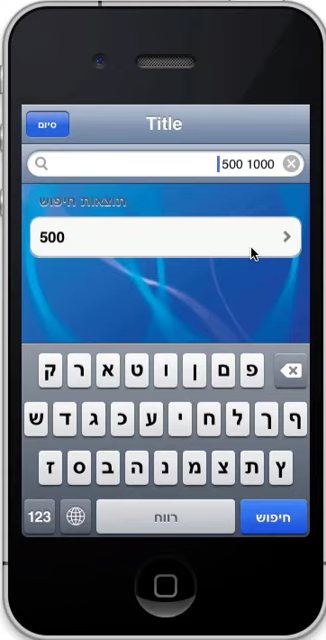 סיום
Title
500 1000
תוצאות חיפוש
500
פ ם ן ו ט א ר ק
ף ך ל ח י ע כ ג ד ש
ץ ת צ מ נ ה ב ס ז
123 רווח חיפוש